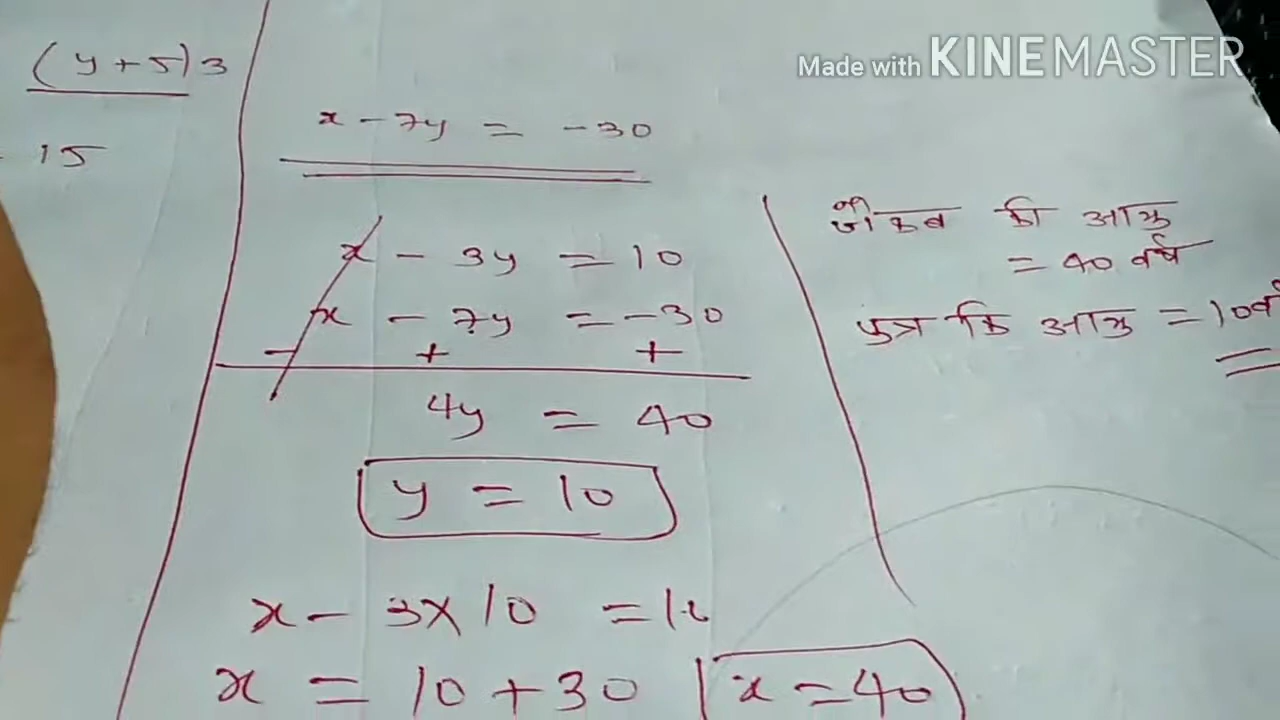 (y+5)3
15
x - 7y = -30
x - 3y = 10
x - 7y = -30
- + +
4y = 40
y = 10
x - 3×10 = 10
x = 10 + 30
x = 40
Made with KINEMASTER
जोकब की आयु
= 40 वर्ष
पुत्र कि आयु = 10 व